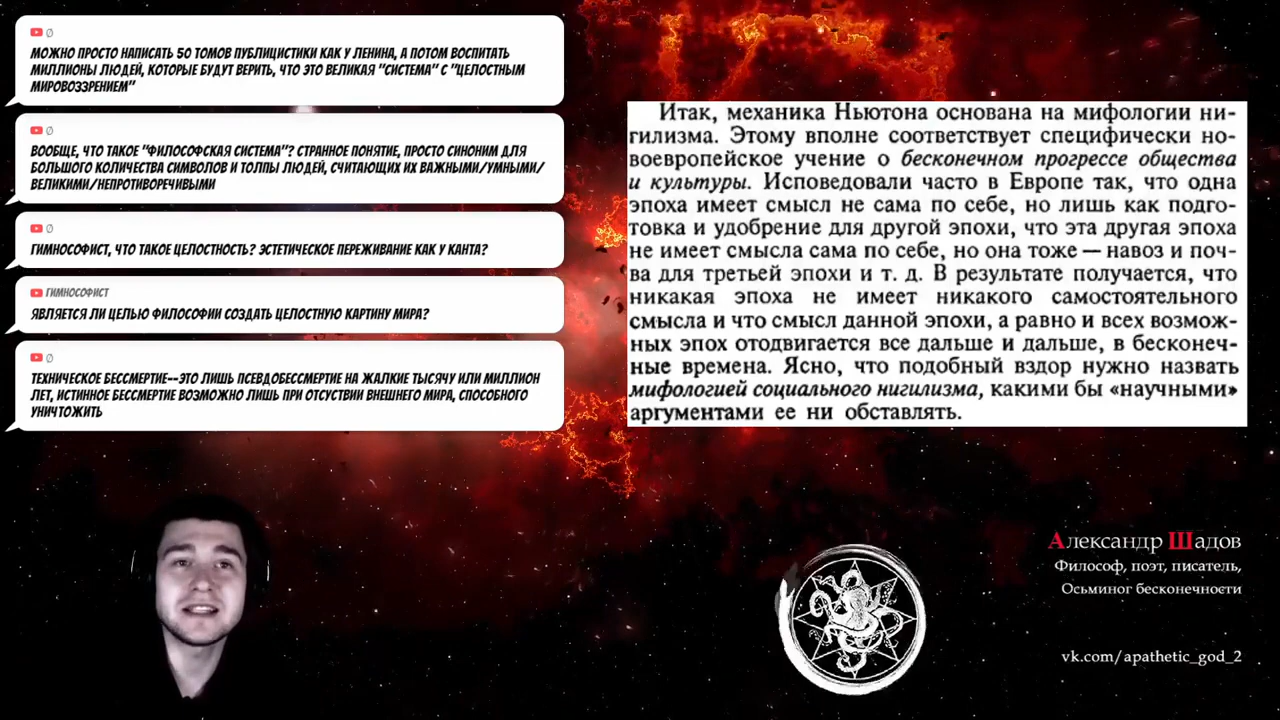 Ø
МОЖНО ПРОСТО НАПИСАТЬ 50 ТОМОВ ПУБЛИЦИСТИКИ КАК У ЛЕНИНА, А ПОТОМ ВОСПИТАТЬ
МИЛЛИОНЫ ЛЮДЕЙ, КОТОРЫЕ БУДУТ ВЕРИТЬ, ЧТО ЭТО ВЕЛИКАЯ "СИСТЕМА" С "ЦЕЛОСТНЫМ
МИРОВОЗЗРЕНИЕМ"
Ø
ВООБЩЕ, ЧТО ТАКОЕ "ФИЛОСОФСКАЯ СИСТЕМА"? СТРАННОЕ ПОНЯТИЕ, ПРОСТО СИНОНИМ ДЛЯ
БОЛЬШОГО КОЛИЧЕСТВА СИМВОЛОВ И ТОЛПЫ ЛЮДЕЙ, СЧИТАЮЩИХ ИХ ВАЖНЫМИ/УМНЫМИ/
ВЕЛИКИМИ/НЕПРОТИВОРЕЧИВЫМИ
Ø
ГИМНОСОФИСТ, ЧТО ТАКОЕ ЦЕЛОСТНОСТЬ? ЭСТЕТИЧЕСКОЕ ПЕРЕЖИВАНИЕ КАК У КАНТА?
ГИМНОСОФИСТ
ЯВЛЯЕТСЯ ЛИ ЦЕЛЬЮ ФИЛОСОФИИ СОЗДАТЬ ЦЕЛОСТНУЮ КАРТИНУ МИРА?
Ø
ТЕХНИЧЕСКОЕ БЕССМЕРТИЕ--ЭТО ЛИШЬ ПСЕВДОБЕССМЕРТИЕ НА ЖАЛКИЕ ТЫСЯЧУ ИЛИ МИЛЛИОН
ЛЕТ, ИСТИННОЕ БЕССМЕРТИЕ ВОЗМОЖНО ЛИШЬ ПРИ ОТСУСТВИИ ВНЕШНЕГО МИРА, СПОСОБНОГО
УНИЧТОЖИТЬ
Итак, механика Ньютона основана на мифологии ни-
гилизма. Этому вполне соответствует специфически но-
воевропейское учение о бесконечном прогрессе общества
и культуры. Исповедовали часто в Европе так, что одна
эпоха имеет смысл не сама по себе, но лишь как подго-
товка и удобрение для другой эпохи, что эта другая эпоха
не имеет смысла сама по себе, но она тоже — навоз и поч-
ва для третьей эпохи и т. д. В результате получается, что
никакая эпоха не имеет никакого самостоятельного
смысла и что смысл данной эпохи, а равно и всех возмож-
ных эпох отодвигается все дальше и дальше, в бесконеч-
ные времена. Ясно, что подобный вздор нужно назвать
мифологией социального нигилизма, какими бы «научными»
аргументами ее ни обставлять.
Александр Шадов
Философ, поэт, писатель,
Осьминог бесконечности
vk.com/apathetic_god_2